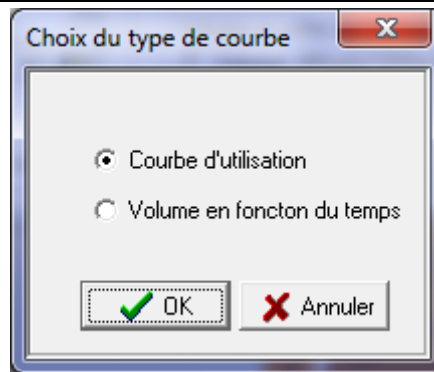 Choix du type de courbe
Courbe d'utilisation
Volume en foncton du temps
OK
Annuler